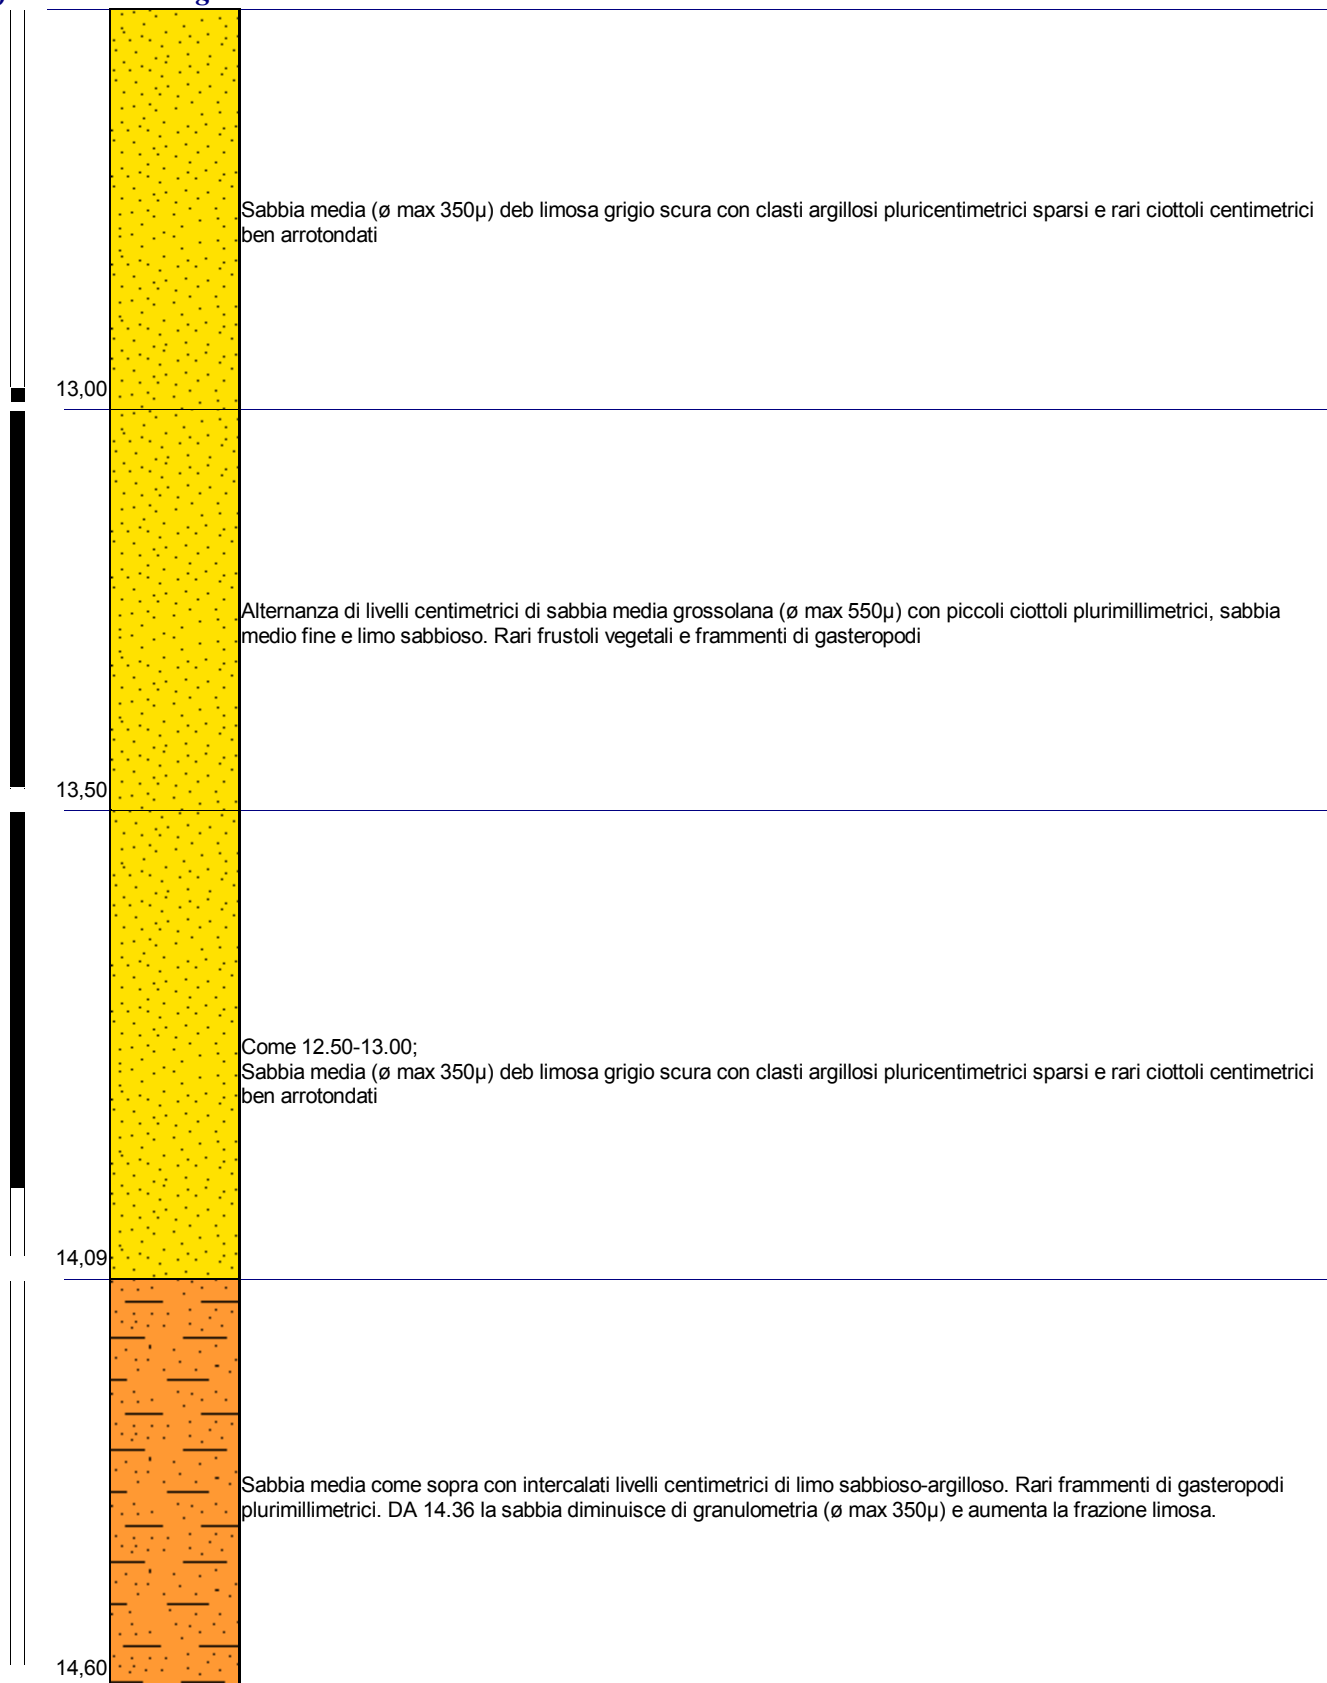 Sabbia media (ø max 350µ) deb limosa grigio scura con clasti argillosi pluricentimetrici sparsi e rari ciottoli centimetrici
ben arrotondati
13,00
Alternanza di livelli centimetrici di sabbia media grossolana (ø max 550µ) con piccoli ciottoli plurimillimetrici, sabbia
medio fine e limo sabbioso. Rari frustoli vegetali e frammenti di gasteropodi
13,50
Come 12.50-13.00;
Sabbia media (ø max 350µ) deb limosa grigio scura con clasti argillosi pluricentimetrici sparsi e rari ciottoli centimetrici
ben arrotondati
14,09
Sabbia media come sopra con intercalati livelli centimetrici di limo sabbioso-argilloso. Rari frammenti di gasteropodi
plurimillimetrici. DA 14.36 la sabbia diminuisce di granulometria (ø max 350µ) e aumenta la frazione limosa.
14,60